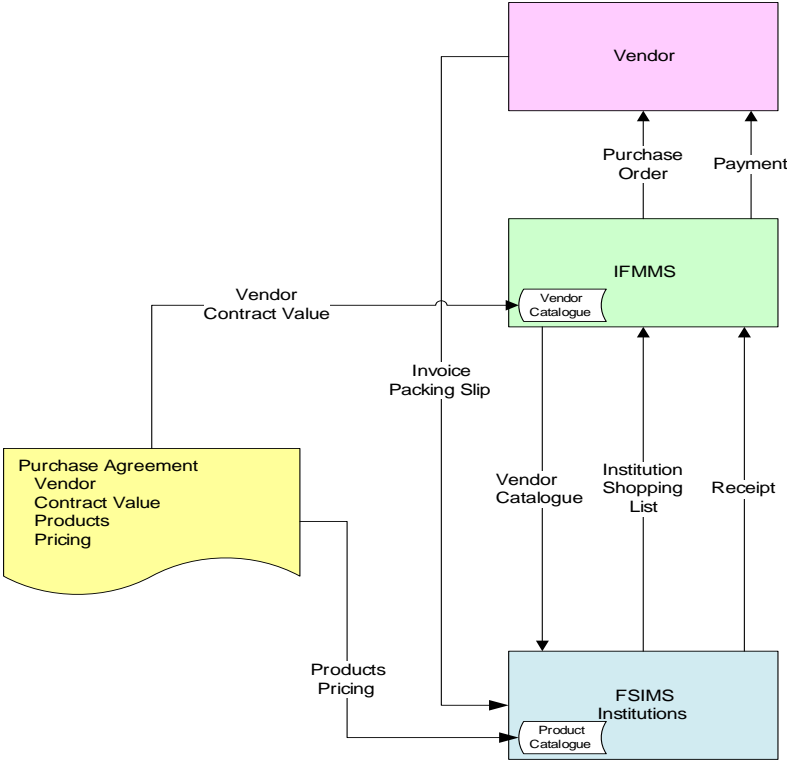 Vendor
Purchase
Order
Payment
IFMMS
Vendor
Catalogue
Vendor
Contract Value
Invoice
Packing Slip
Purchase Agreement
Vendor
Contract Value
Products
Pricing
Vendor
Catalogue
Institution
Shopping
List
Receipt
Products
Pricing
FSIMS
Institutions
Product
Catalogue